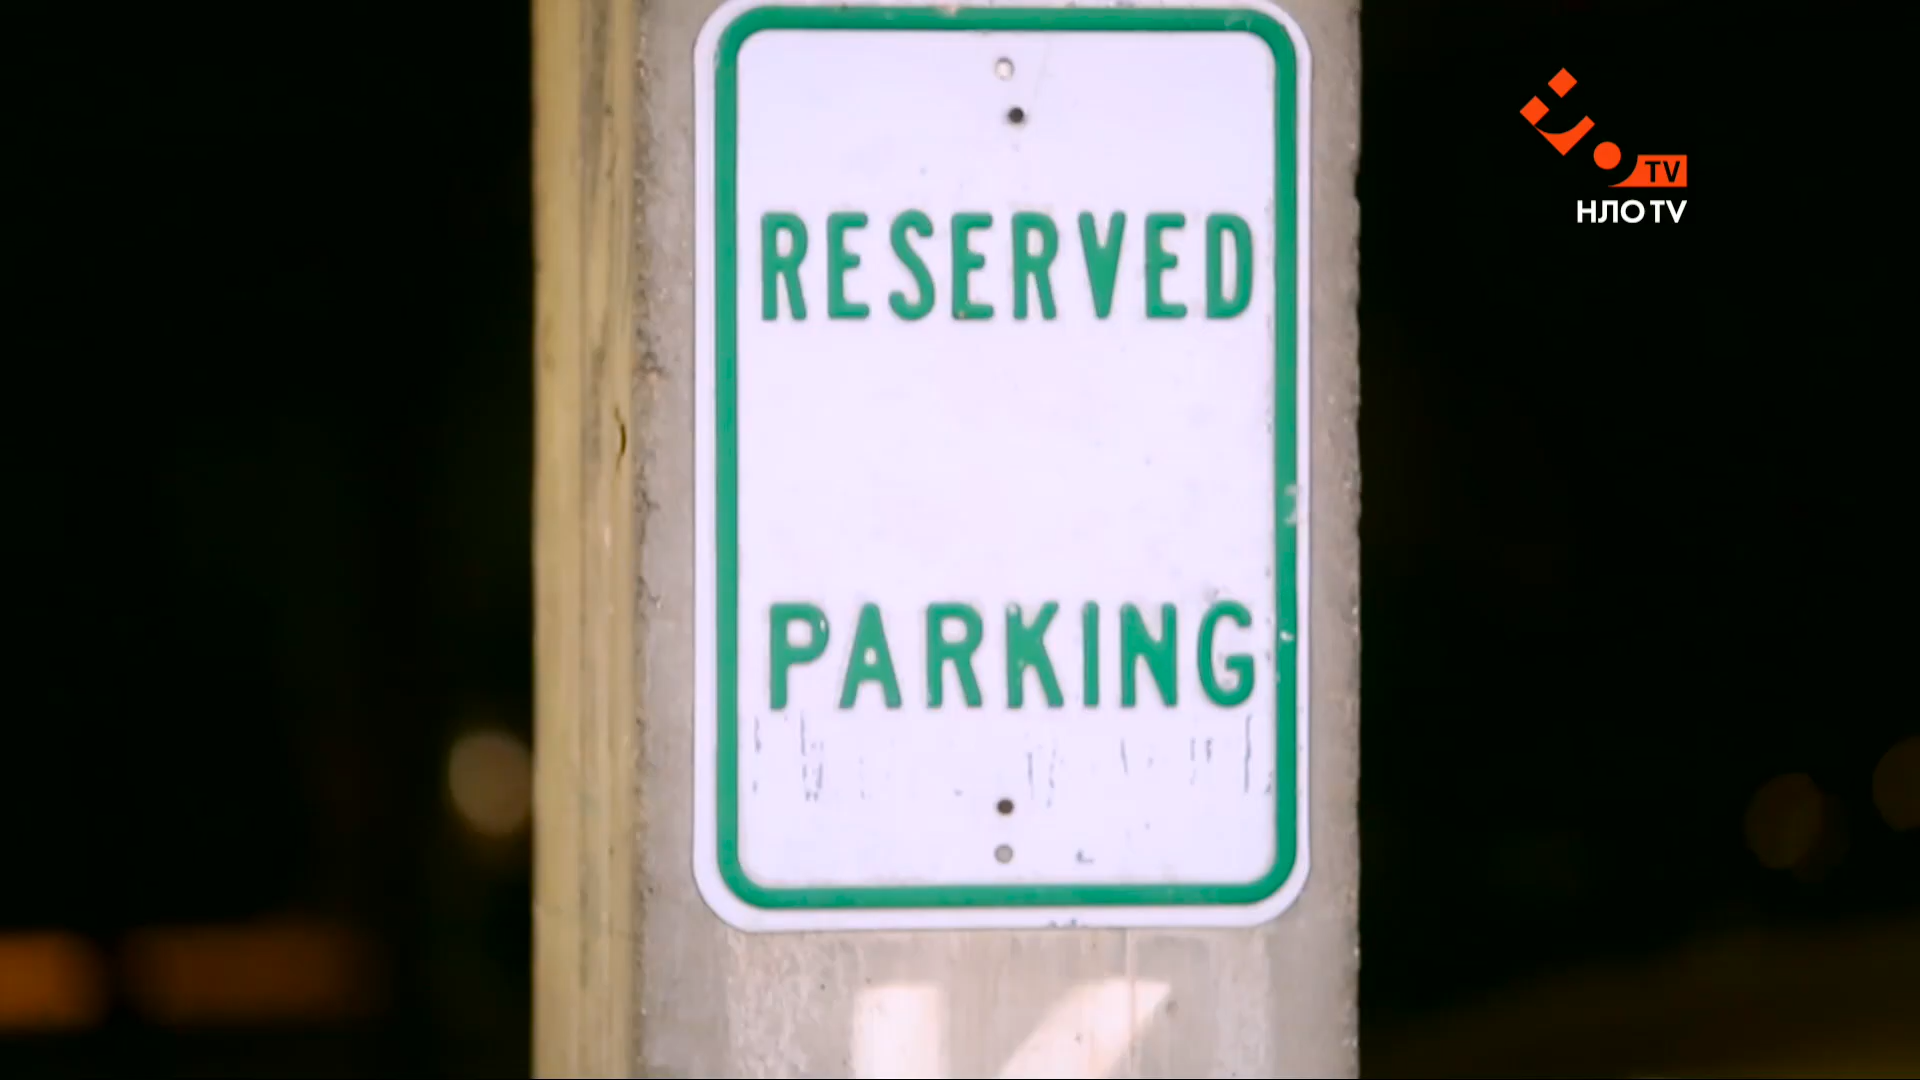 RESERVED
PARKING
TV
НЛО TV